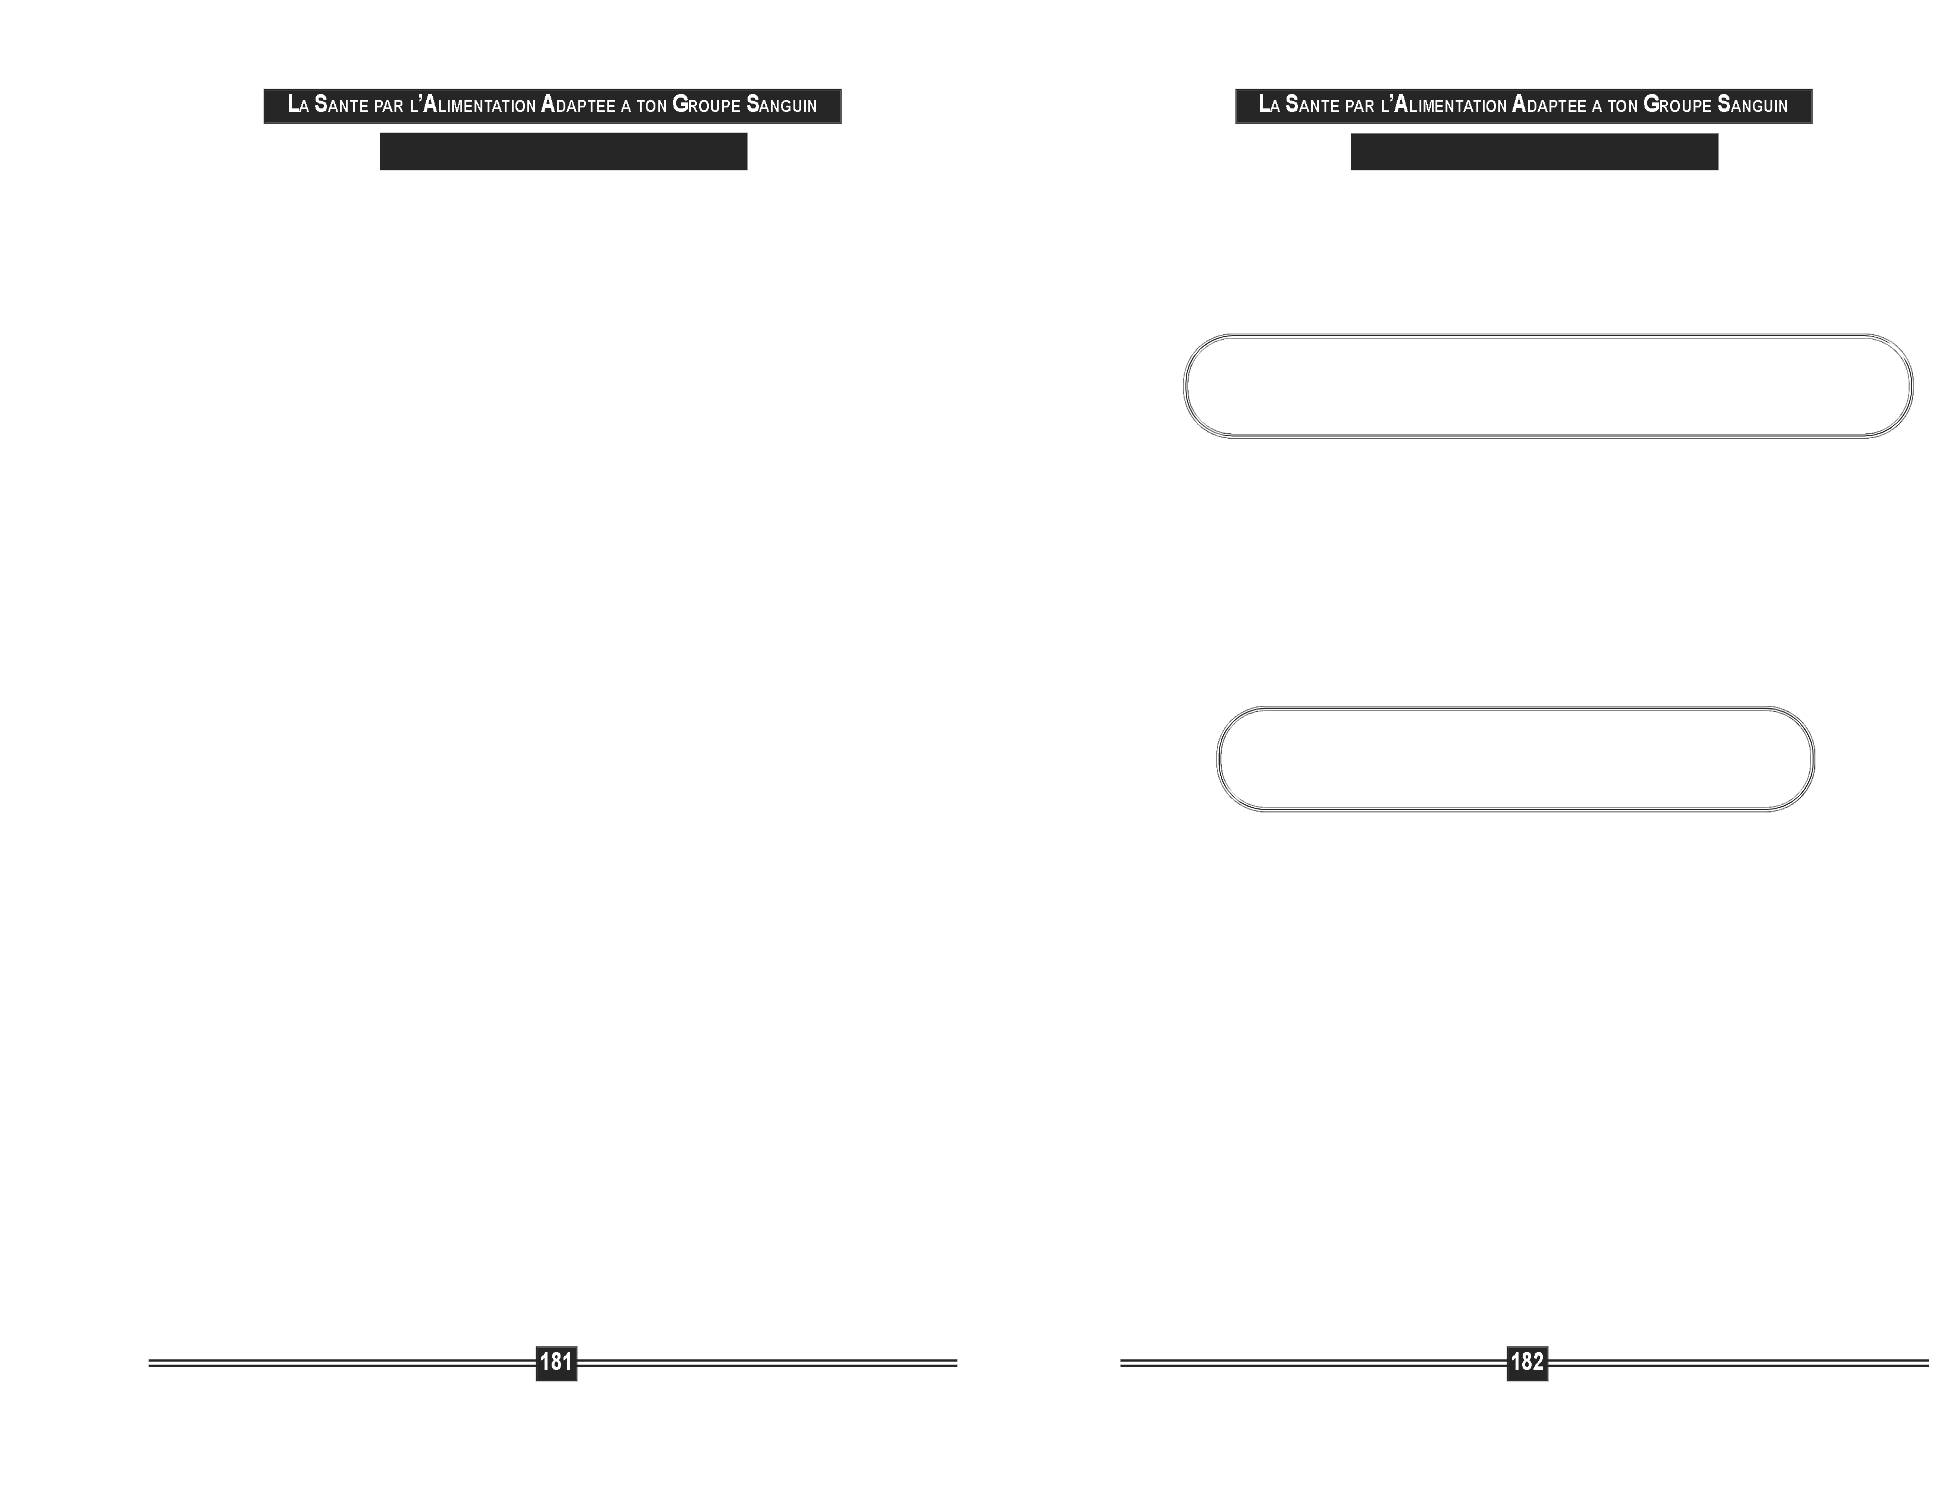 LA SANTE PAR L’ALIMENTATION ADAPTEE A TON GROUPE SANGUIN
181
LA SANTE PAR L’ALIMENTATION ADAPTEE A TON GROUPE SANGUIN
182